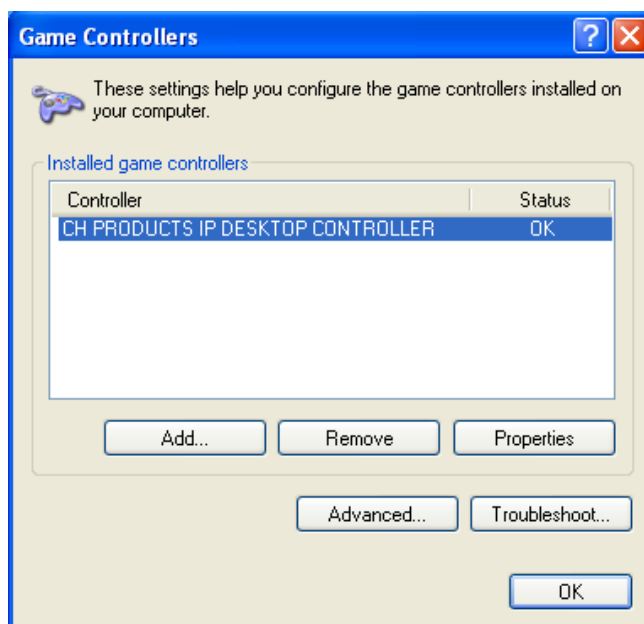 Game Controllers
?
These settings help you configure the game controllers installed on
your computer.
Installed game controllers
Controller Status
CH PRODUCTS IP DESKTOP CONTROLLER OK
Add... Remove Properties
Advanced... Troubleshoot...
OK